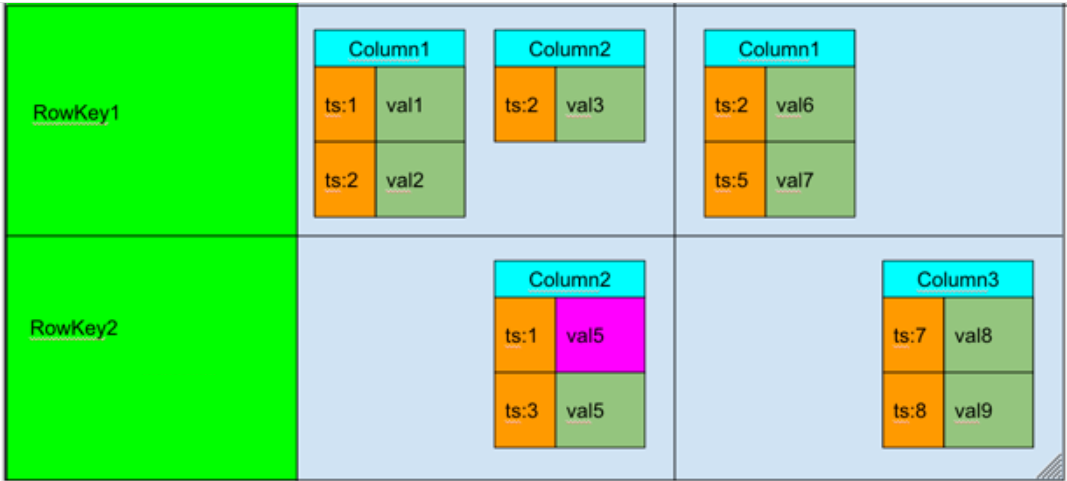 Column1 Column2 Column1
RowKey1
ts:1 val1 ts:2 val3 ts:2 val6
ts:2 val2 ts:5 val7
Column2 Column3
RowKey2
ts:1 val5 ts:7 val8
ts:3 val5 ts:8 val9